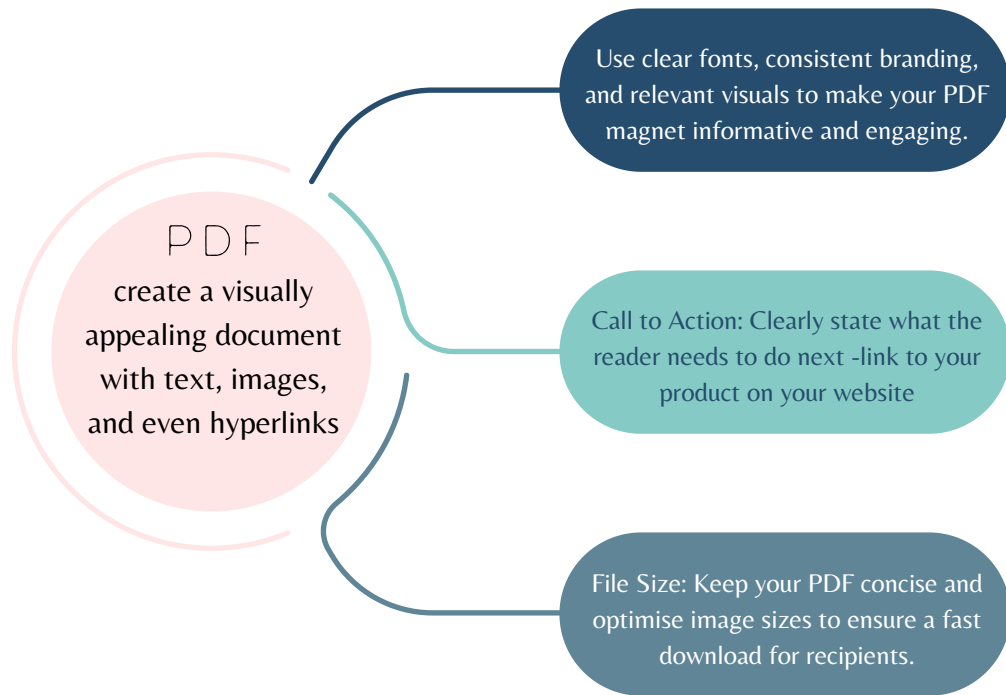 PDF
create a visually
appealing document
with text, images,
and even hyperlinks
Use clear fonts, consistent branding,
and relevant visuals to make your PDF
magnet informative and engaging.
Call to Action: Clearly state what the
reader needs to do next -link to your
product on your website
File Size: Keep your PDF concise and
optimise image sizes to ensure a fast
download for recipients.